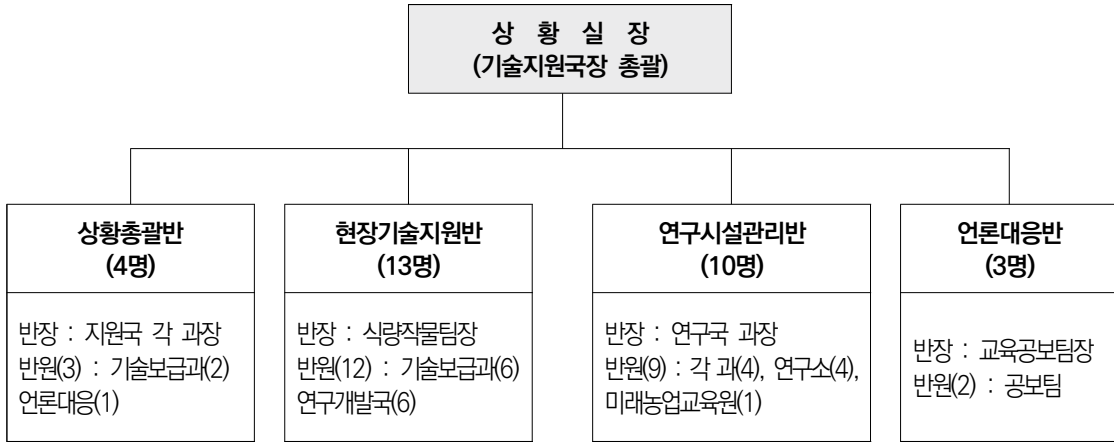 상 황 실 장
(기술지원국장 총괄)
상황총괄반
(4명)
반장 : 지원국 각 과장
반원(3) : 기술보급과(2)
언론대응(1)
현장기술지원반
(13명)
반장 : 식량작물팀장
반원(12) : 기술보급과(6)
연구개발국(6)
연구시설관리반
(10명)
반장 : 연구국 과장
반원(9) : 각 과(4), 연구소(4),
미래농업교육원(1)
언론대응반
(3명)
반장 : 교육공보팀장
반원(2) : 공보팀